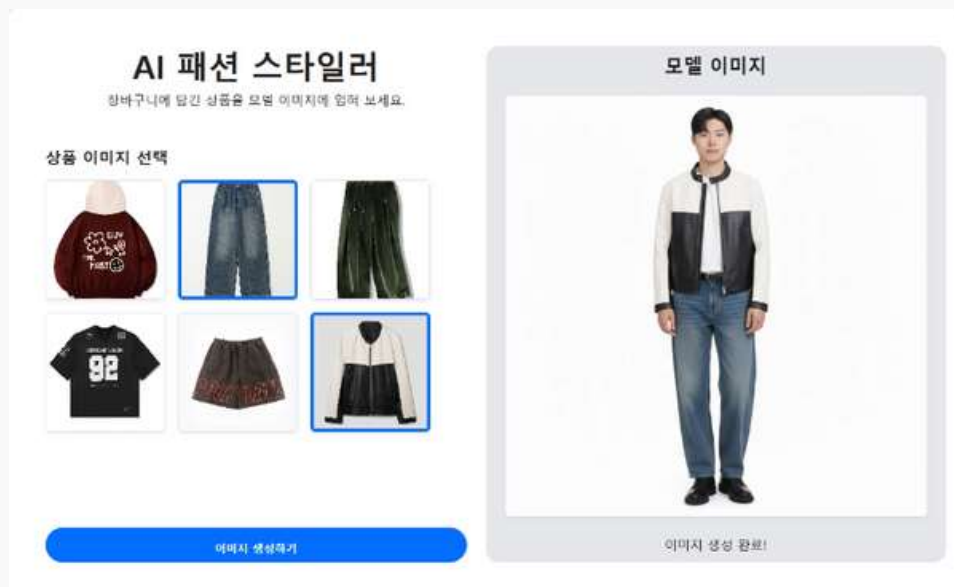 AI 패션 스타일러
장바구니에 담긴 상품을 모델 이미지에 입혀 보세요.
상품 이미지 선택
92
이미지 생성하기
모델 이미지
이미지 생성 완료!